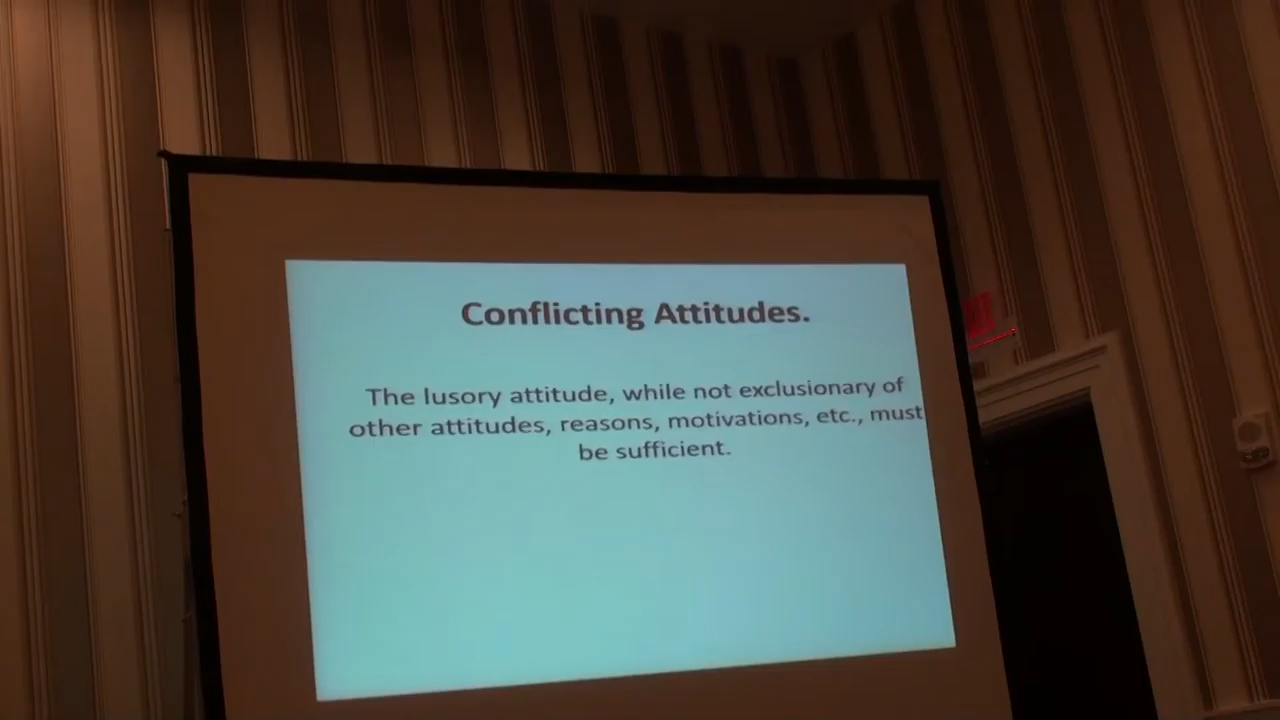 Conflicting Attitudes.
The lusory attitude, while not exclusionary of
other attitudes, reasons, motivations, etc., must
be sufficient.